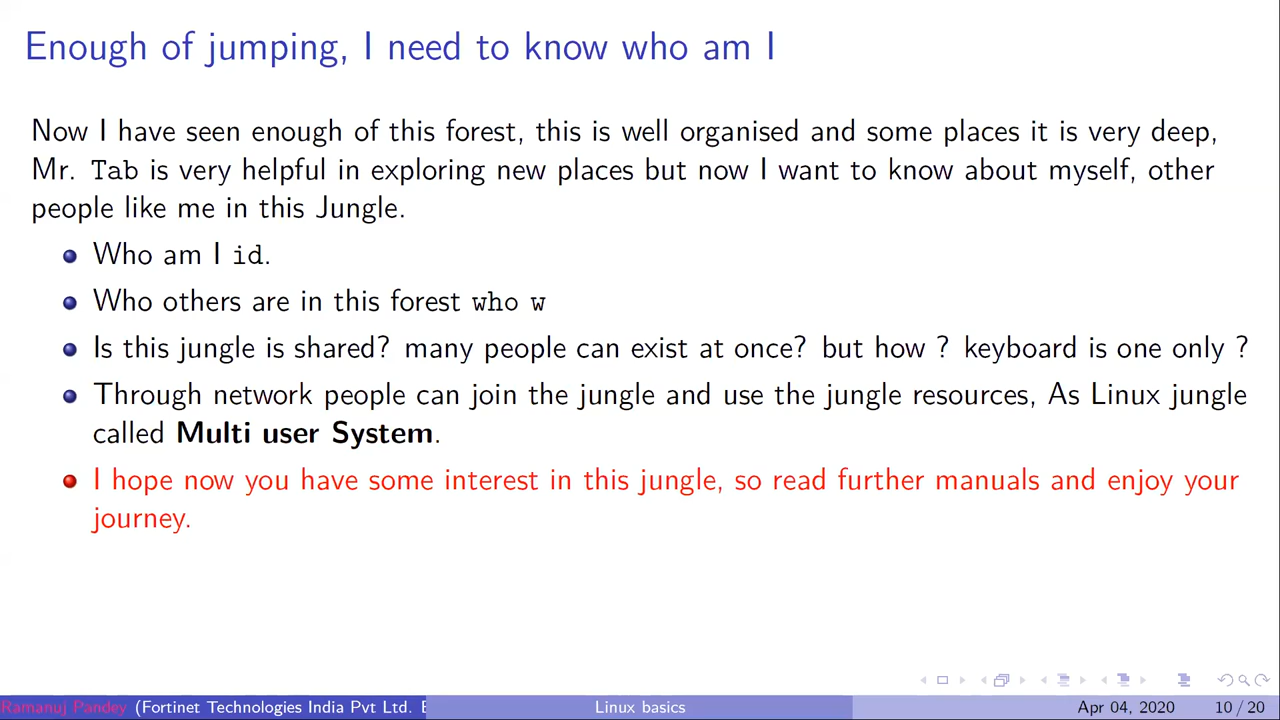 Enough of jumping, I need to know who am I
Now I have seen enough of this forest, this is well organised and some places it is very deep,
Mr. Tab is very helpful in exploring new places but now I want to know about myself, other
people like me in this Jungle.
Who am I id.
Who others are in this forest who w
Is this jungle is shared? many people can exist at once? but how ? keyboard is one only ?
Through network people can join the jungle and use the jungle resources, As Linux jungle
called Multi user System.
I hope now you have some interest in this jungle, so read further manuals and enjoy your
journey.
Ramanuj Pandey (Fortinet Technologies India Pvt Ltd. Linux basics Apr 04, 2020 10 / 20